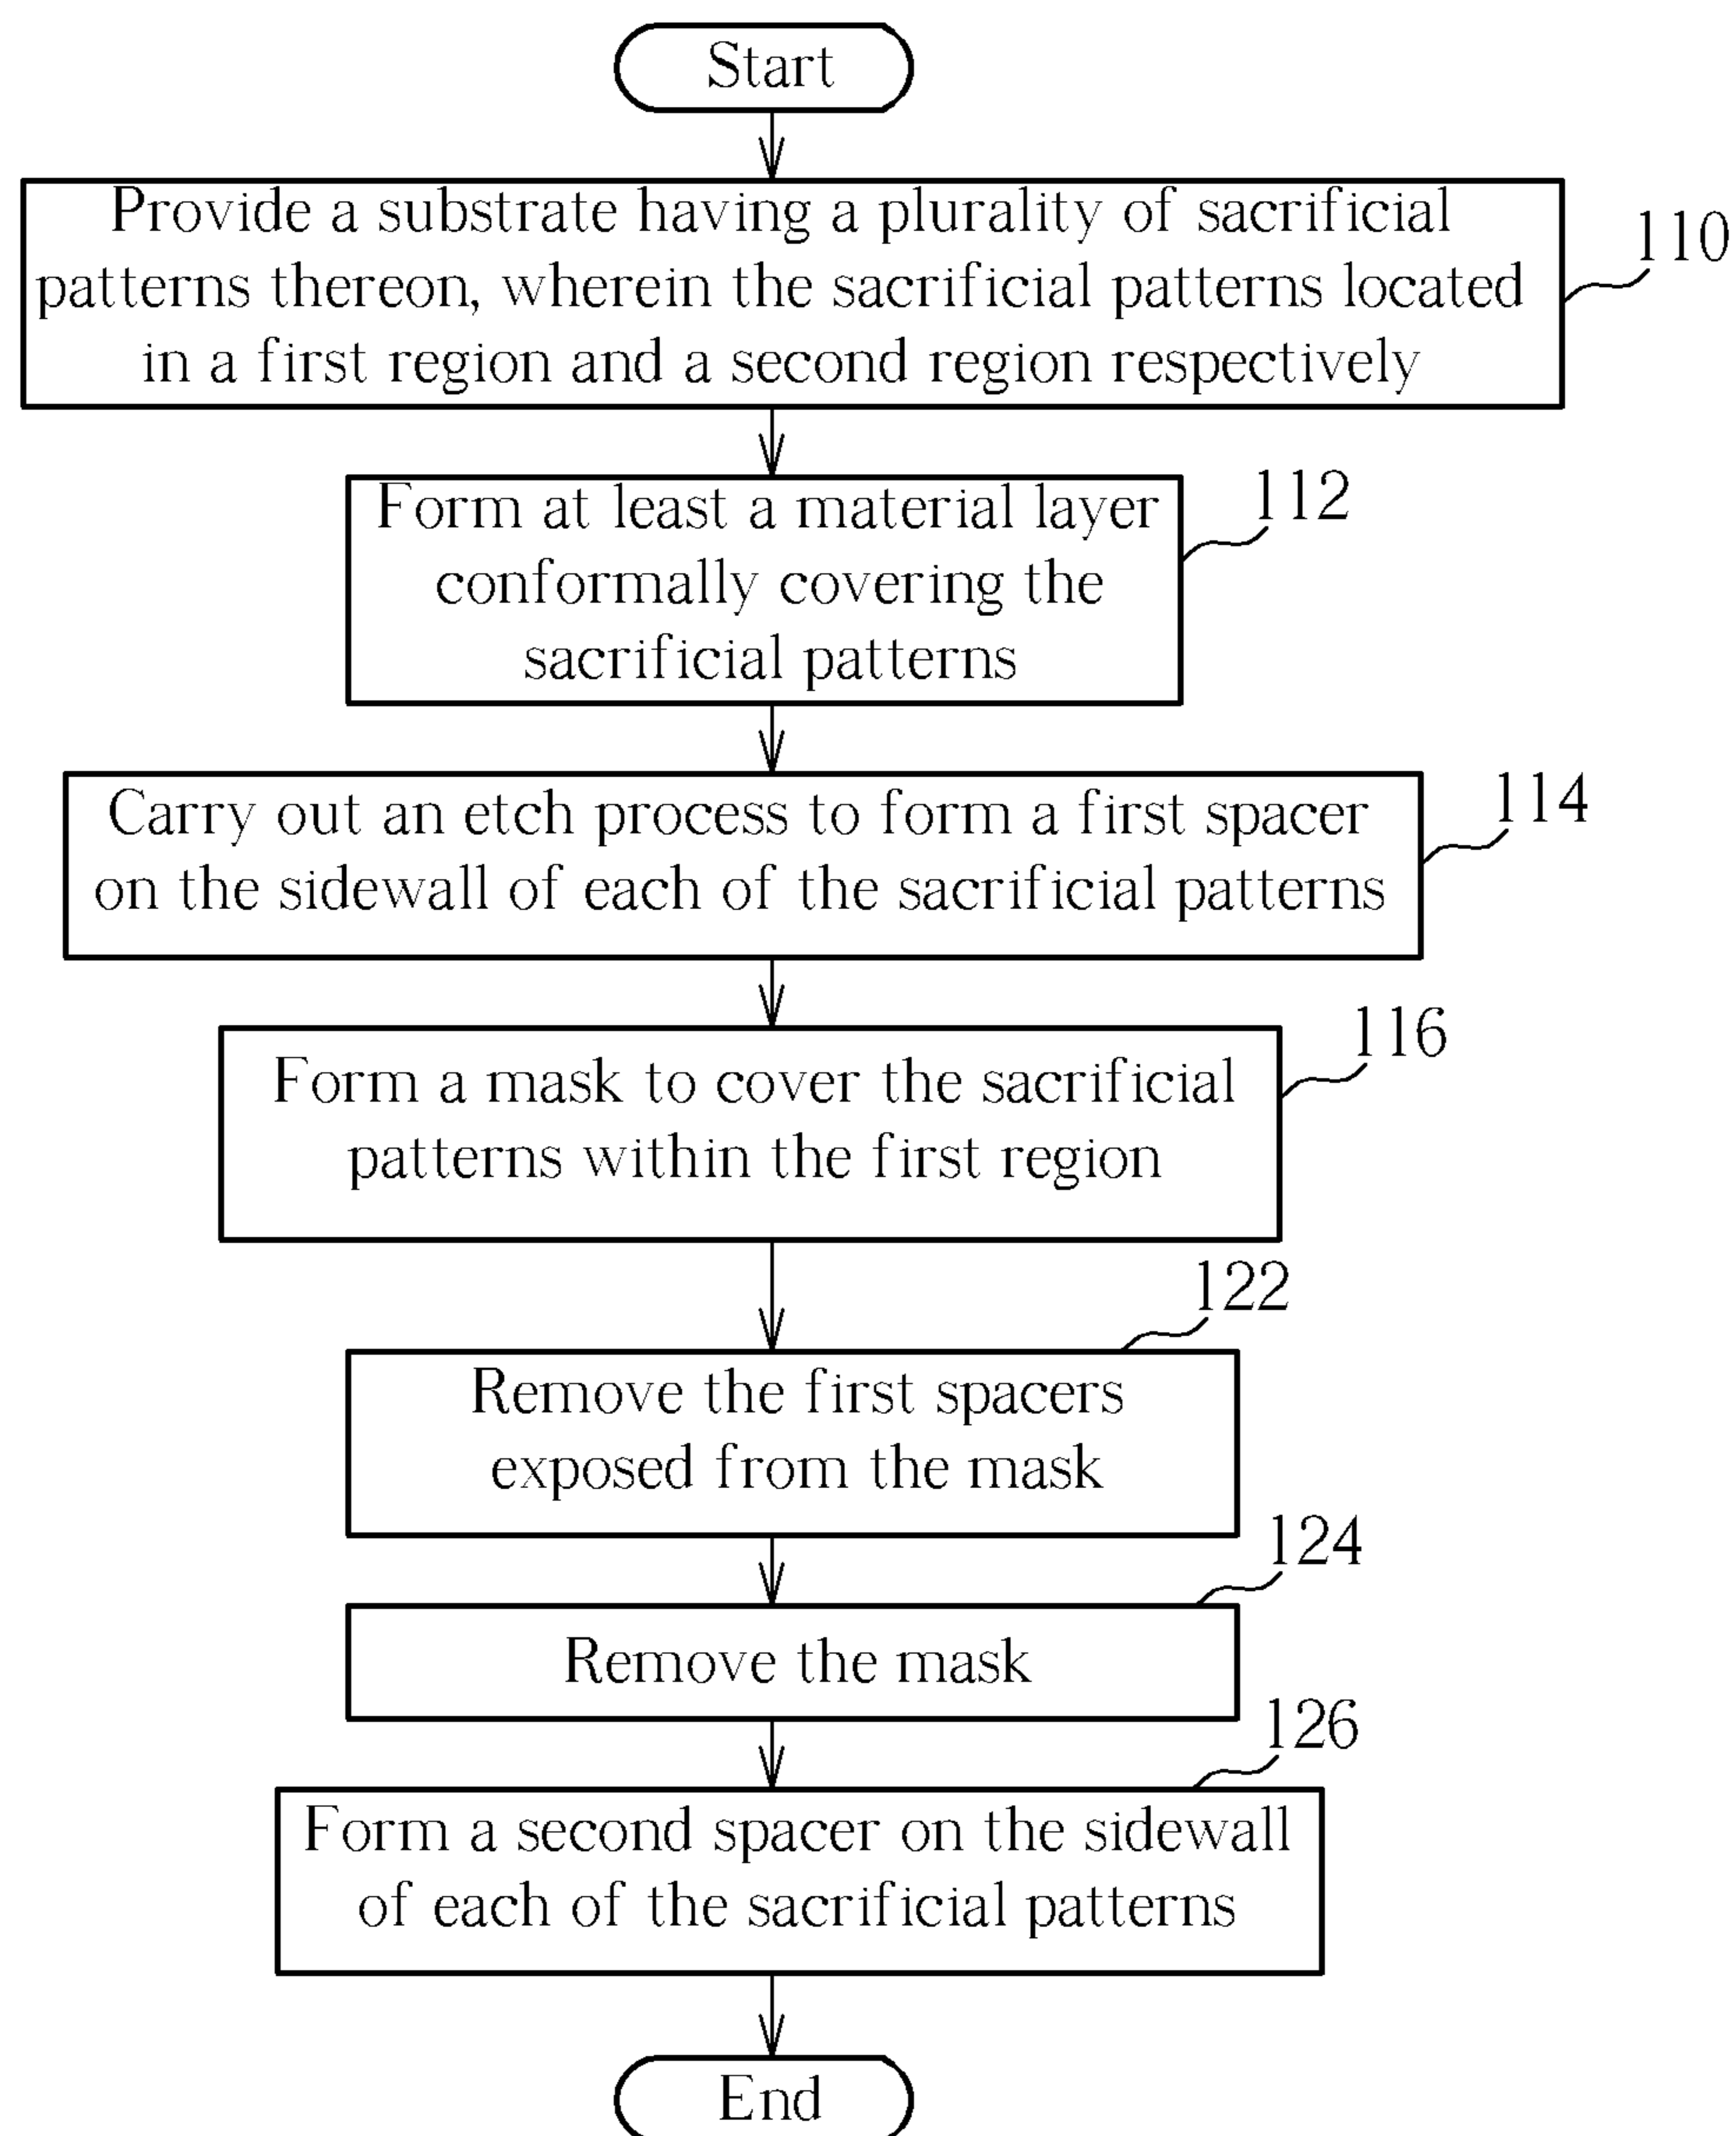 Start
Provide a substrate having a plurality of sacrificial
patterns thereon, wherein the sacrificial patterns located
in a first region and a second region respectively
110
Form at least a material layer
conformally covering the
sacrificial patterns
112
Carry out an etch process to form a first spacer
on the sidewall of each of the sacrificial patterns
114
Form a mask to cover the sacrificial
patterns within the first region
116
Remove the first spacers
exposed from the mask
122
Remove the mask
124
Form a second spacer on the sidewall
of each of the sacrificial patterns
126
End